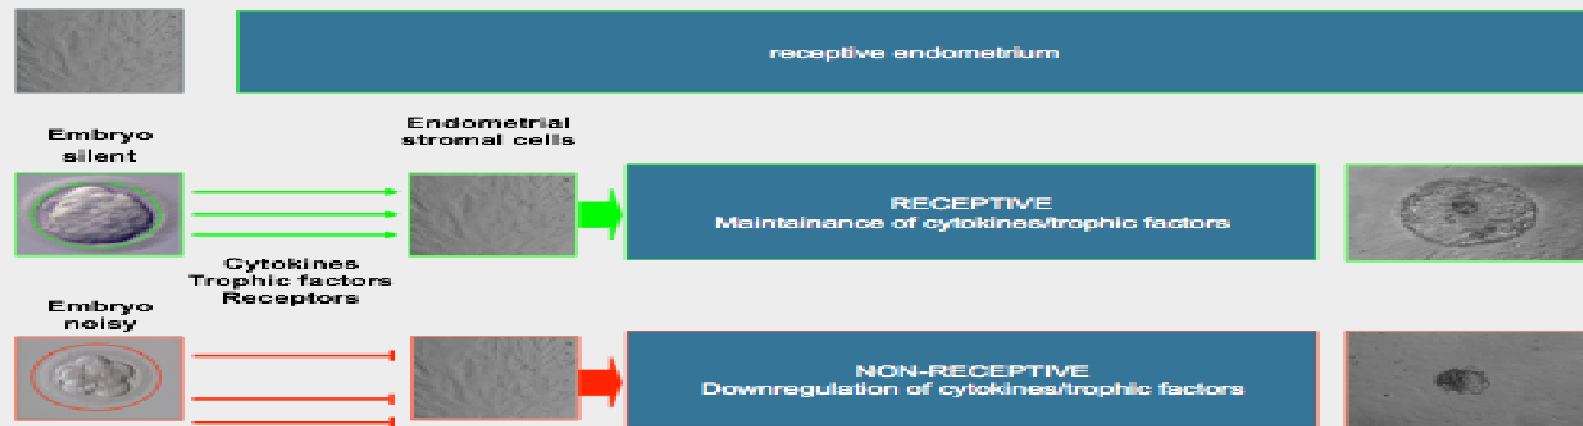 receptive endometrium
Embryo
silent
Endometrial
stromal cells
RECEPTIVE
Maintainance of cytokines/trophic factors
Cytokines
Trophic factors
Receptors
Embryo
noisy
NON-RECEPTIVE
Downregulation of cytokines/trophic factors